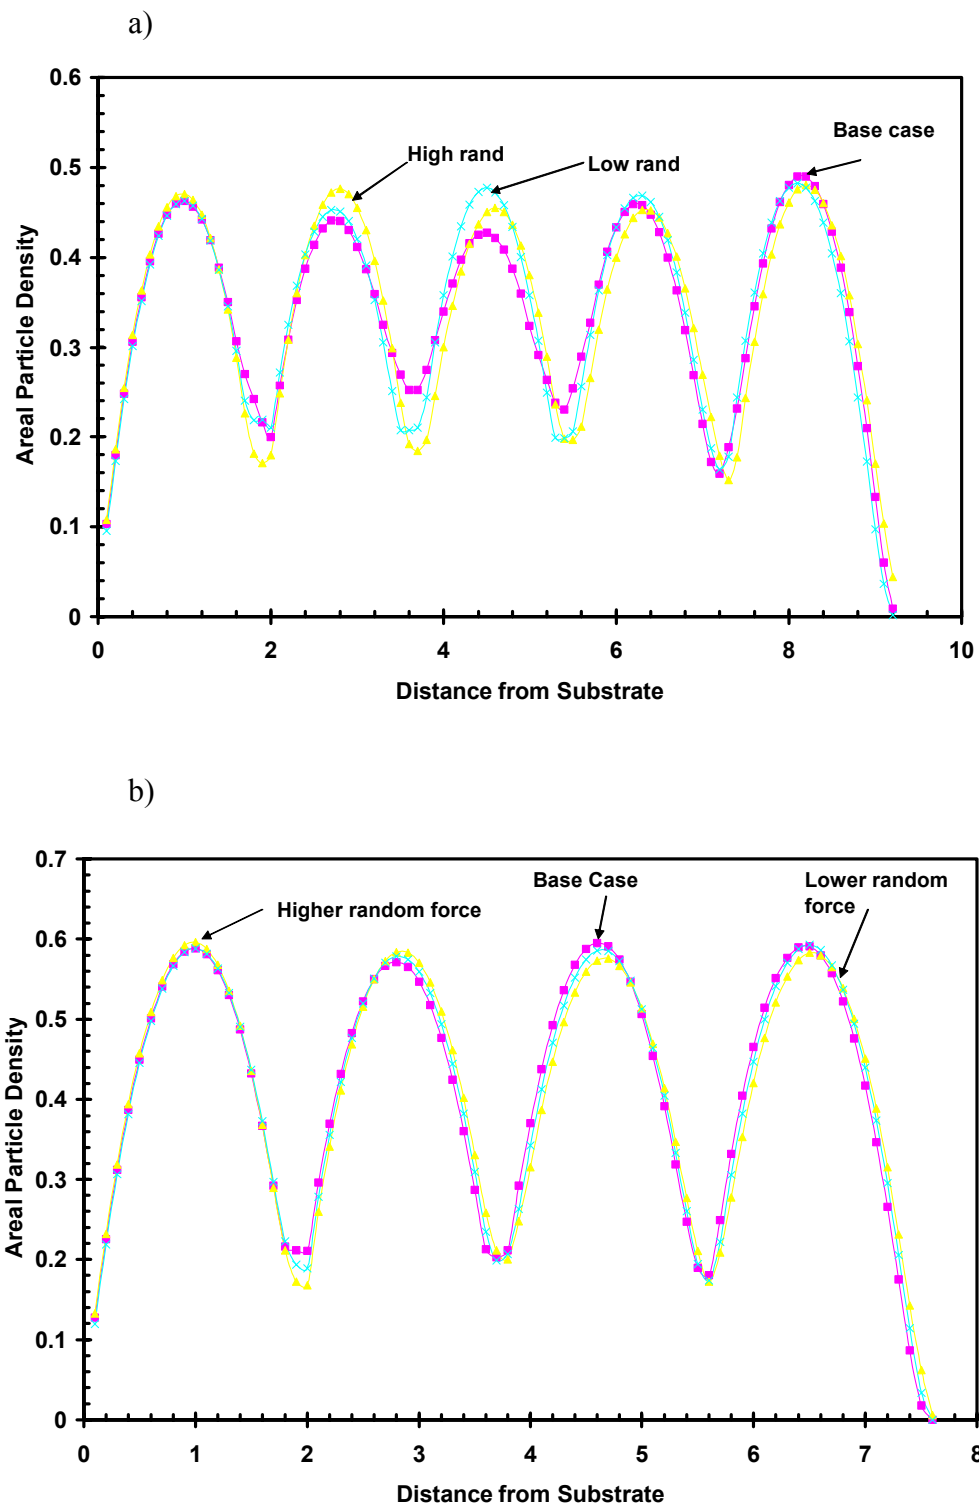 a)
0.6
0.5
0.4
0.3
0.2
0.1
0
Areal Particle Density
High rand
Low rand
Base case
0 2 4 6 8 10
Distance from Substrate
b)
0.7
0.6
0.5
0.4
0.3
0.2
0.1
0
Areal Particle Density
Higher random force
Base Case
Lower random
force
0 1 2 3 4 5 6 7 8
Distance from Substrate